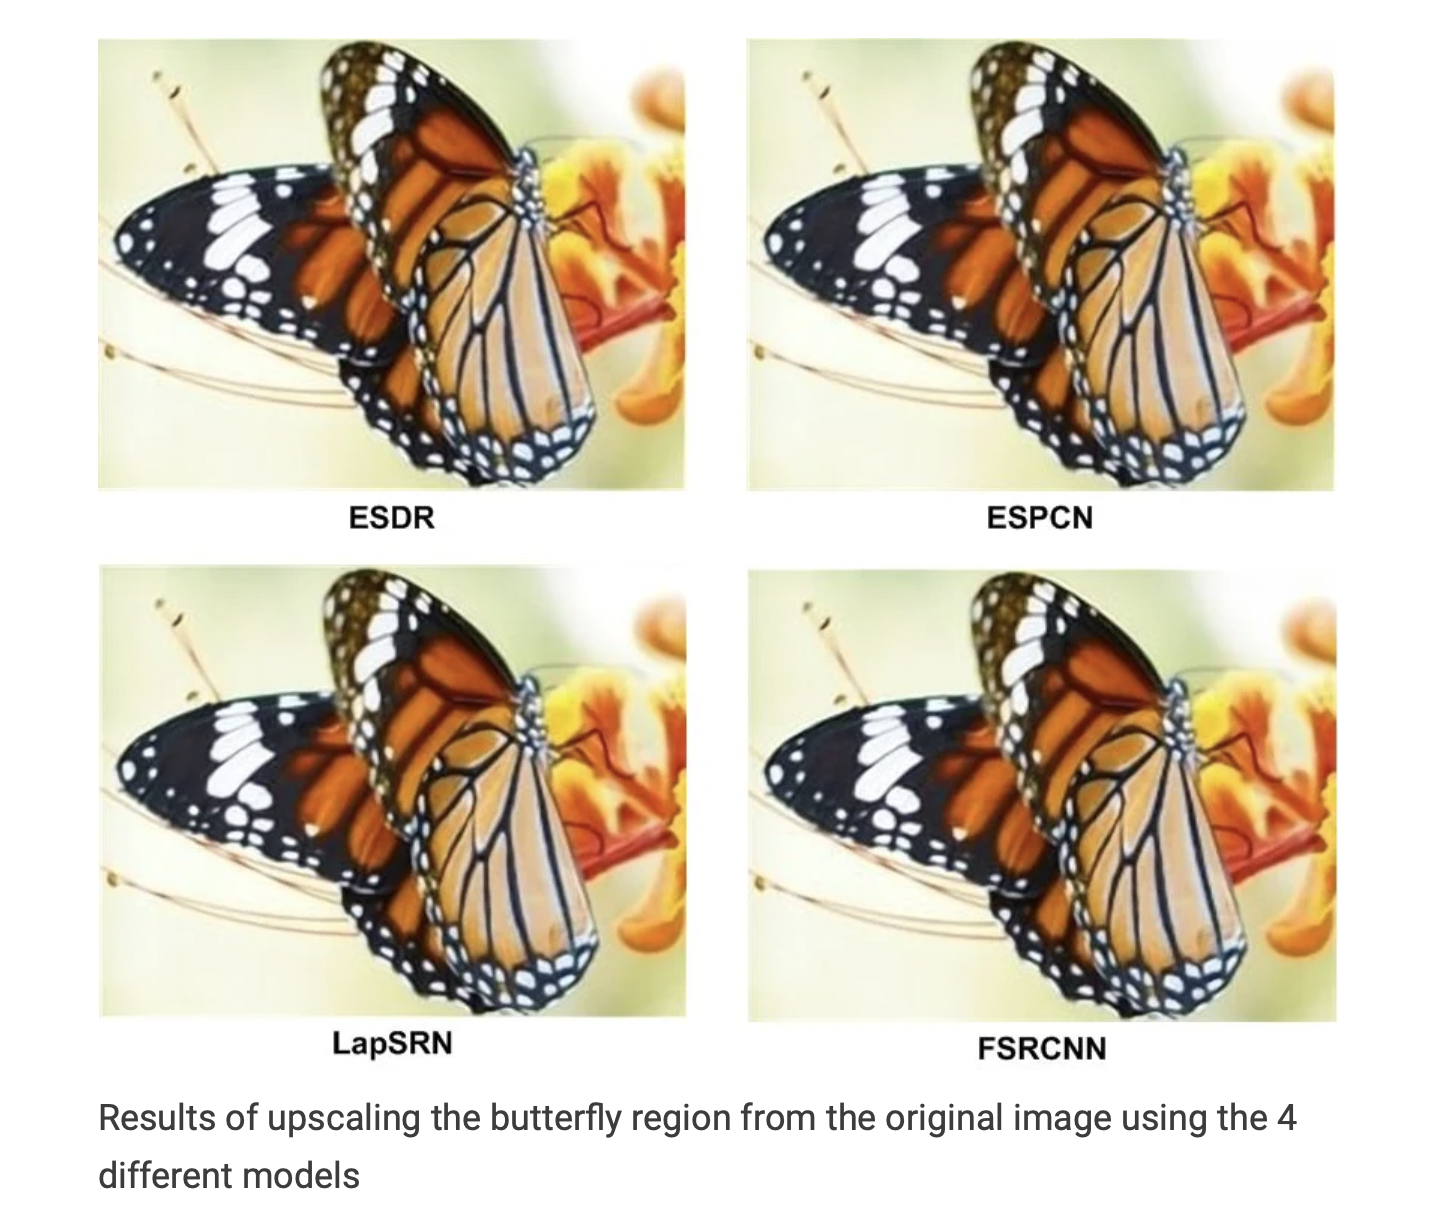 ESDR
ESPCN
LapSRN
FSRCNN
Results of upscaling the butterfly region from the original image using the 4
different models